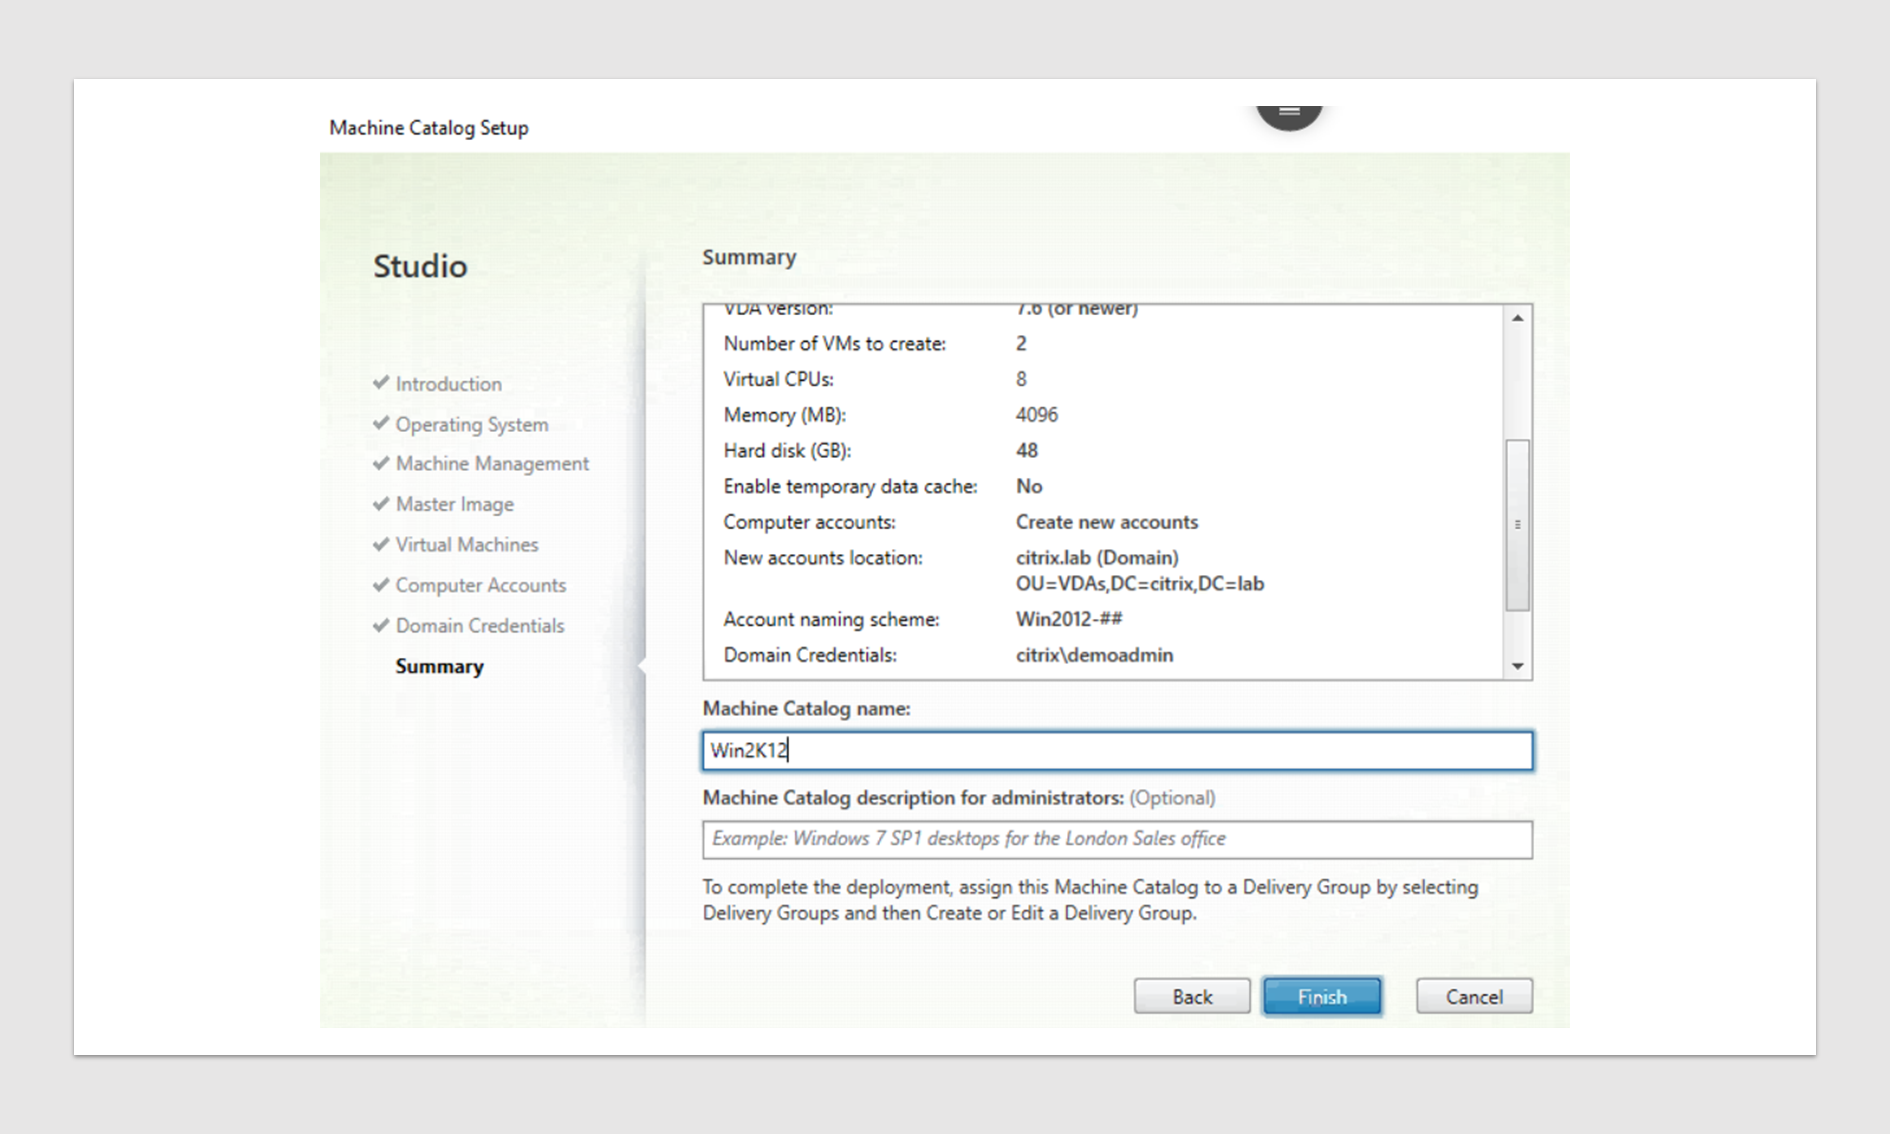 Machine Catalog Setup
Studio
Introduction
Operating System
Machine Management
Master Image
Virtual Machines
Computer Accounts
Domain Credentials
Summary
Summary
VDA version: 7.6 (or newer)
Number of VMs to create: 2
Virtual CPUs: 8
Memory (MB): 4096
Hard disk (GB): 48
Enable temporary data cache: No
Computer accounts: Create new accounts
New accounts location: citrix.lab (Domain)
OU=VDAs,DC=citrix,DC=lab
Account naming scheme: Win2012-##
Domain Credentials: citrix\demoadmin
Machine Catalog name:
Win2K12
Machine Catalog description for administrators: (Optional)
Example: Windows 7 SP1 desktops for the London Sales office
To complete the deployment, assign this Machine Catalog to a Delivery Group by selecting
Delivery Groups and then Create or Edit a Delivery Group.
Back Finish Cancel